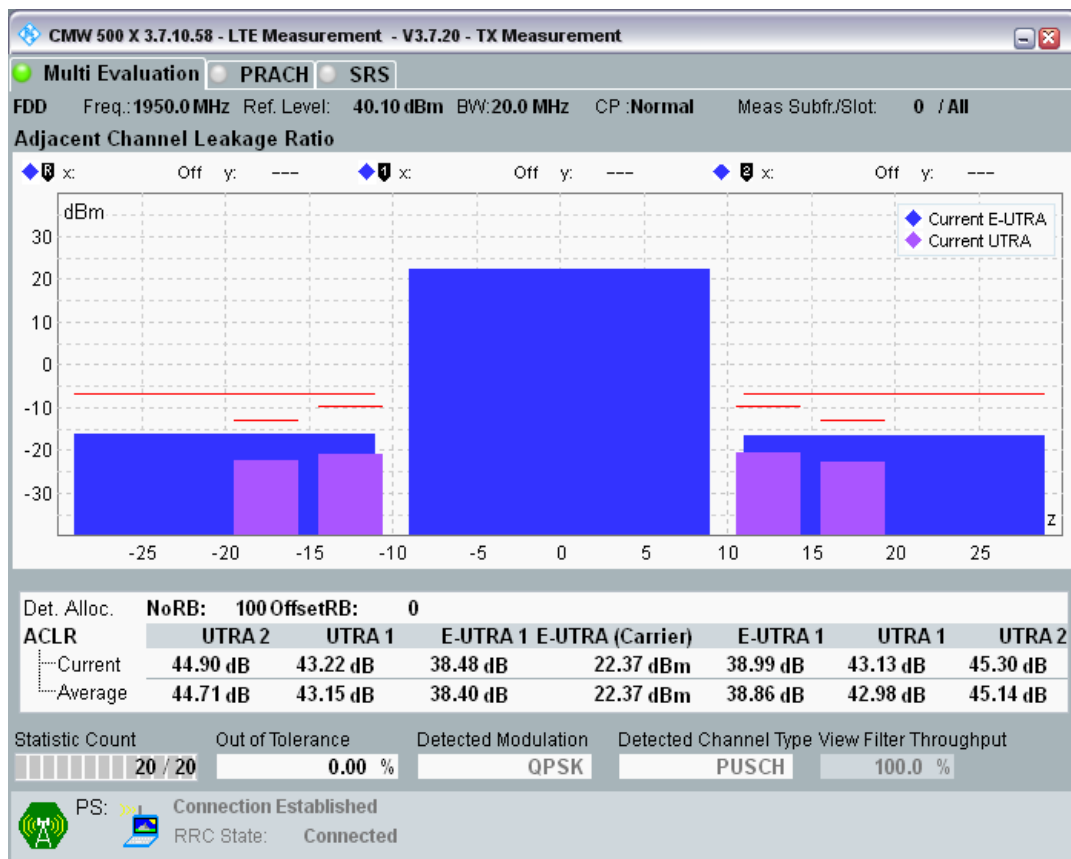 CMW 500 X 3.7.10.58 - LTE Measurement - V3.7.20 - TX Measurement
Multi Evaluation PRACH SRS
FDD Freq.:1950.0 MHz Ref. Level: 40.10 dBm BW:20.0 MHz CP :Normal Meas Subfr./Slot: 0 / All
Adjacent Channel Leakage Ratio
R x: Off y: --- 1 x: Off y: --- 2 x: Off y: ---
dBm
Current E-UTRA
Current UTRA
30
20
10
0
-10
-20
-30
z
-25 -20 -15 -10 -5 0 5 10 15 20 25
Det. Alloc. NoRB: 100 OffsetRB: 0
ACLR UTRA 2 UTRA 1 E-UTRA 1 E-UTRA (Carrier) E-UTRA 1 UTRA 1 UTRA 2
Current 44.90 dB 43.22 dB 38.48 dB 22.37 dBm 38.99 dB 43.13 dB 45.30 dB
Average 44.71 dB 43.15 dB 38.40 dB 22.37 dBm 38.86 dB 42.98 dB 45.14 dB
Statistic Count Out of Tolerance Detected Modulation Detected Channel Type View Filter Throughput
20 / 20 0.00 % QPSK PUSCH 100.0 %
PS: Connection Established
RRC State: Connected